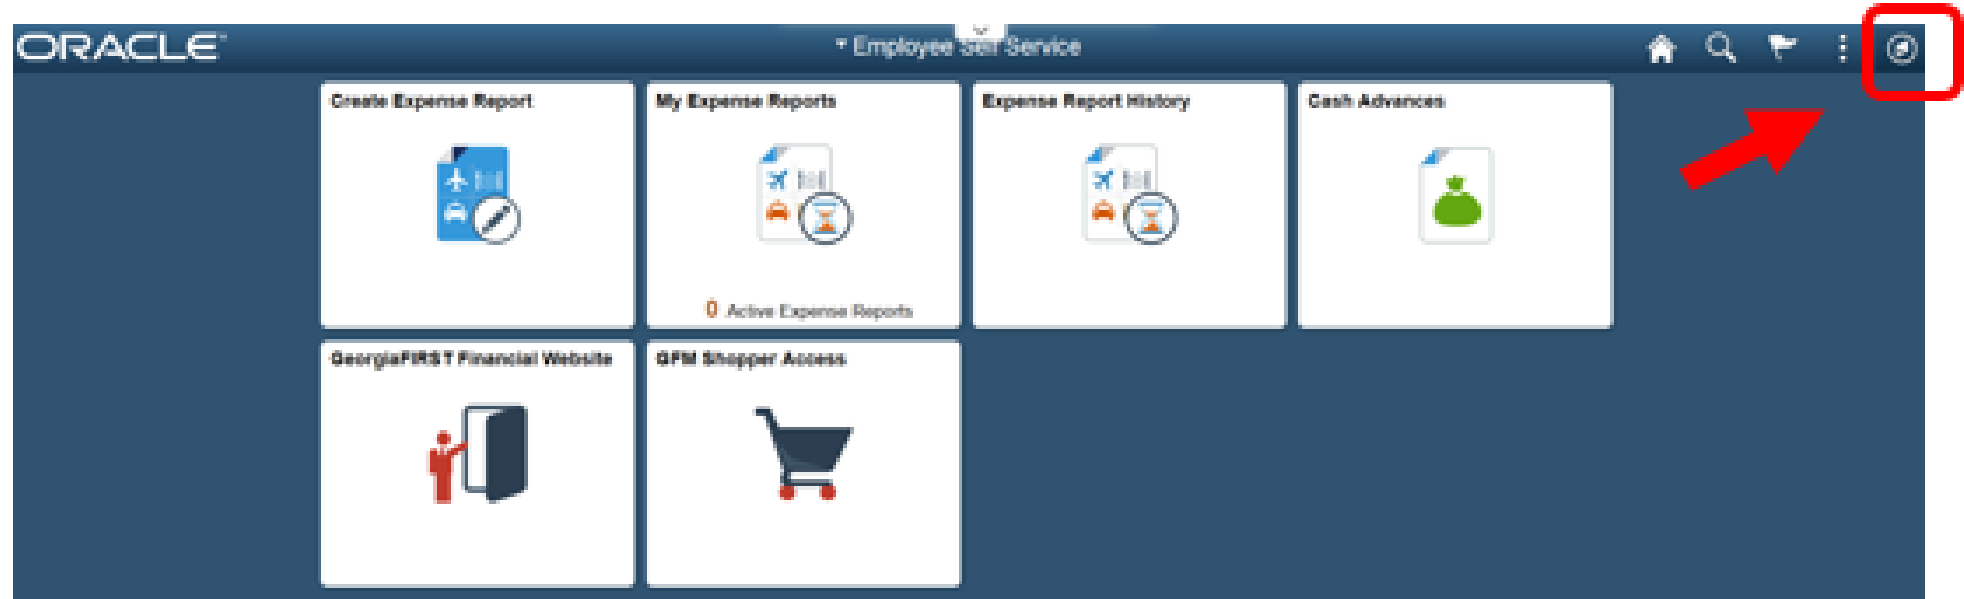 ORACLE
Employee Self Service
Create Expense Report
My Expense Reports
Expense Report History
Cash Advances
0 Active Expense Reports
GeorgiaFIRST Financial Website
GFM Shopper Access